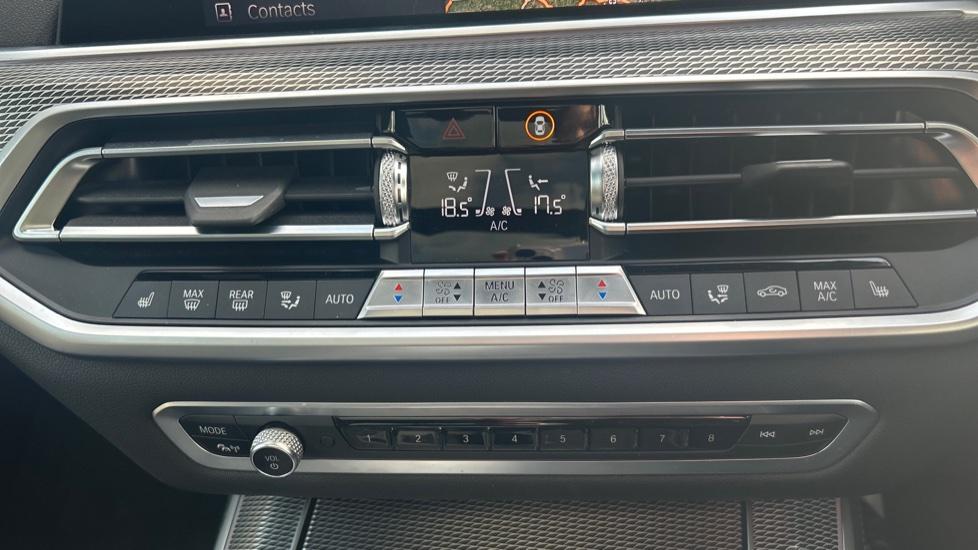 Contacts
18.5° 17.5°
A/C
MAX REAR AUTO OFF MENU A/C OFF AUTO MAX A/C
MODE 1 2 3 4 5 6 7 8
VOL